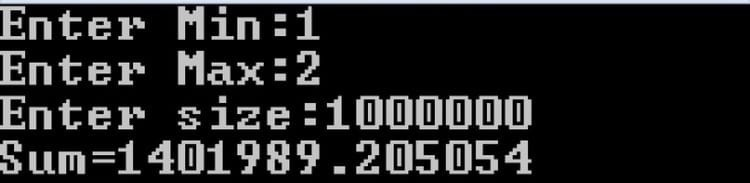 Enter Min:1
Enter Max:2
Enter size:1000000
Sum=1401989.205054